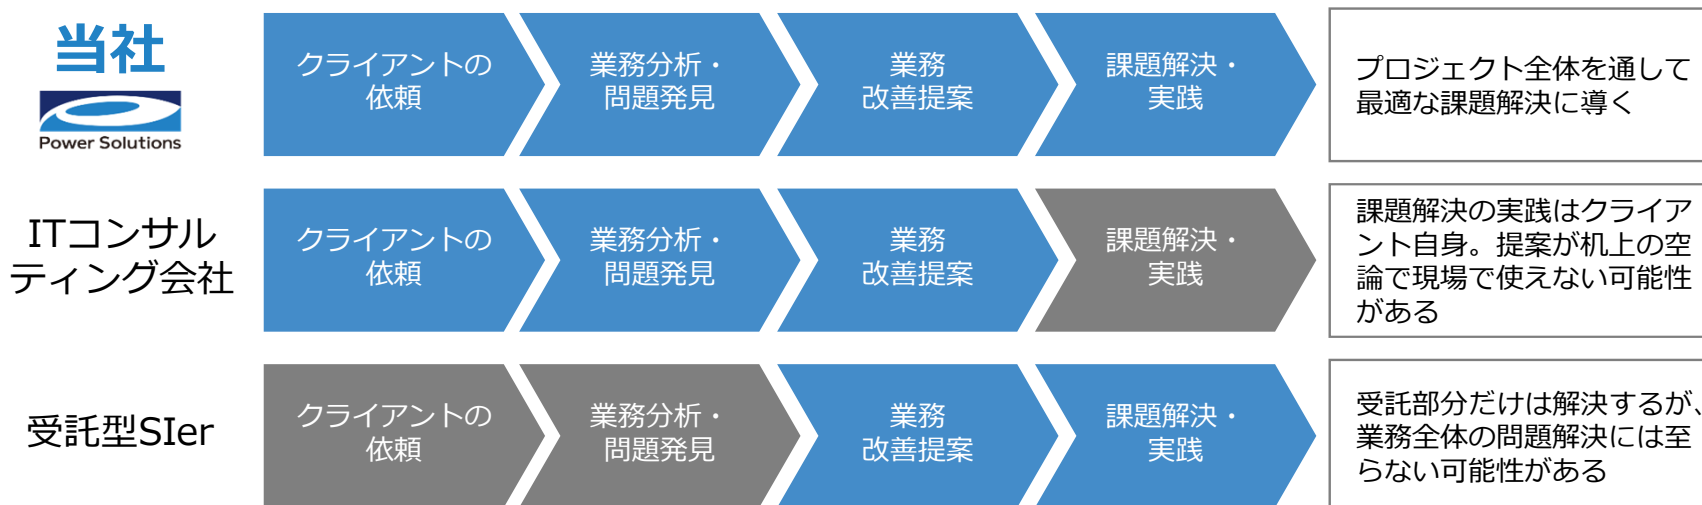 当社
Power Solutions
クライアントの
依頼
業務分析・
問題発見
業務
改善提案
課題解決・
実践
プロジェクト全体を通して
最適な課題解決に導く
ITコンサル
ティング会社
クライアントの
依頼
業務分析・
問題発見
業務
改善提案
課題解決・
実践
課題解決の実践はクライア
ント自身。提案が机上の空
論で現場で使えない可能性
がある
受託型SIer
クライアントの
依頼
業務分析・
問題発見
業務
改善提案
課題解決・
実践
受託部分だけは解決するが、
業務全体の問題解決には至
らない可能性がある